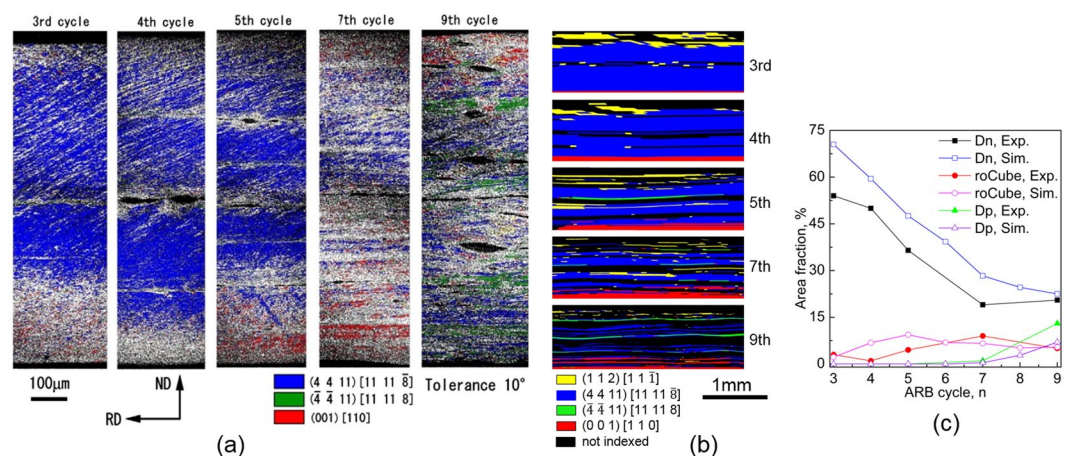 3rd cycle 4th cycle 5th cycle 7th cycle 9th cycle
100μm
ND
RD
(4 4 11) [11 11 8̄]
(4̄ 4̄ 11) [11 11 8]
(001) [110]
Tolerance 10°
(a)
3rd
4th
5th
7th
9th
(1 1 2) [1 1 1̄]
(4 4 11) [11 11 8̄]
(4̄ 4̄ 11) [11 11 8]
(0 0 1) [1 1 0]
not indexed
1mm
(b)
75
60
45
30
15
0
Area fraction, %
Dn, Exp.
Dn, Sim.
roCube, Exp.
roCube, Sim.
Dp, Exp.
Dp, Sim.
3 4 5 6 7 8 9
ARB cycle, n
(c)